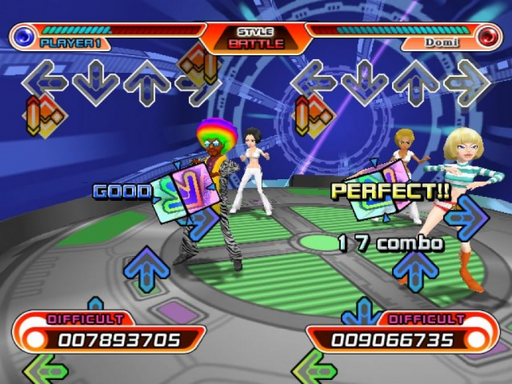 STYLE
PLAYER1
BATTLE
Domi
GOOD
PERFECT!!
17 combo
DIFFICULT
DIFFICULT
007893705
009066735